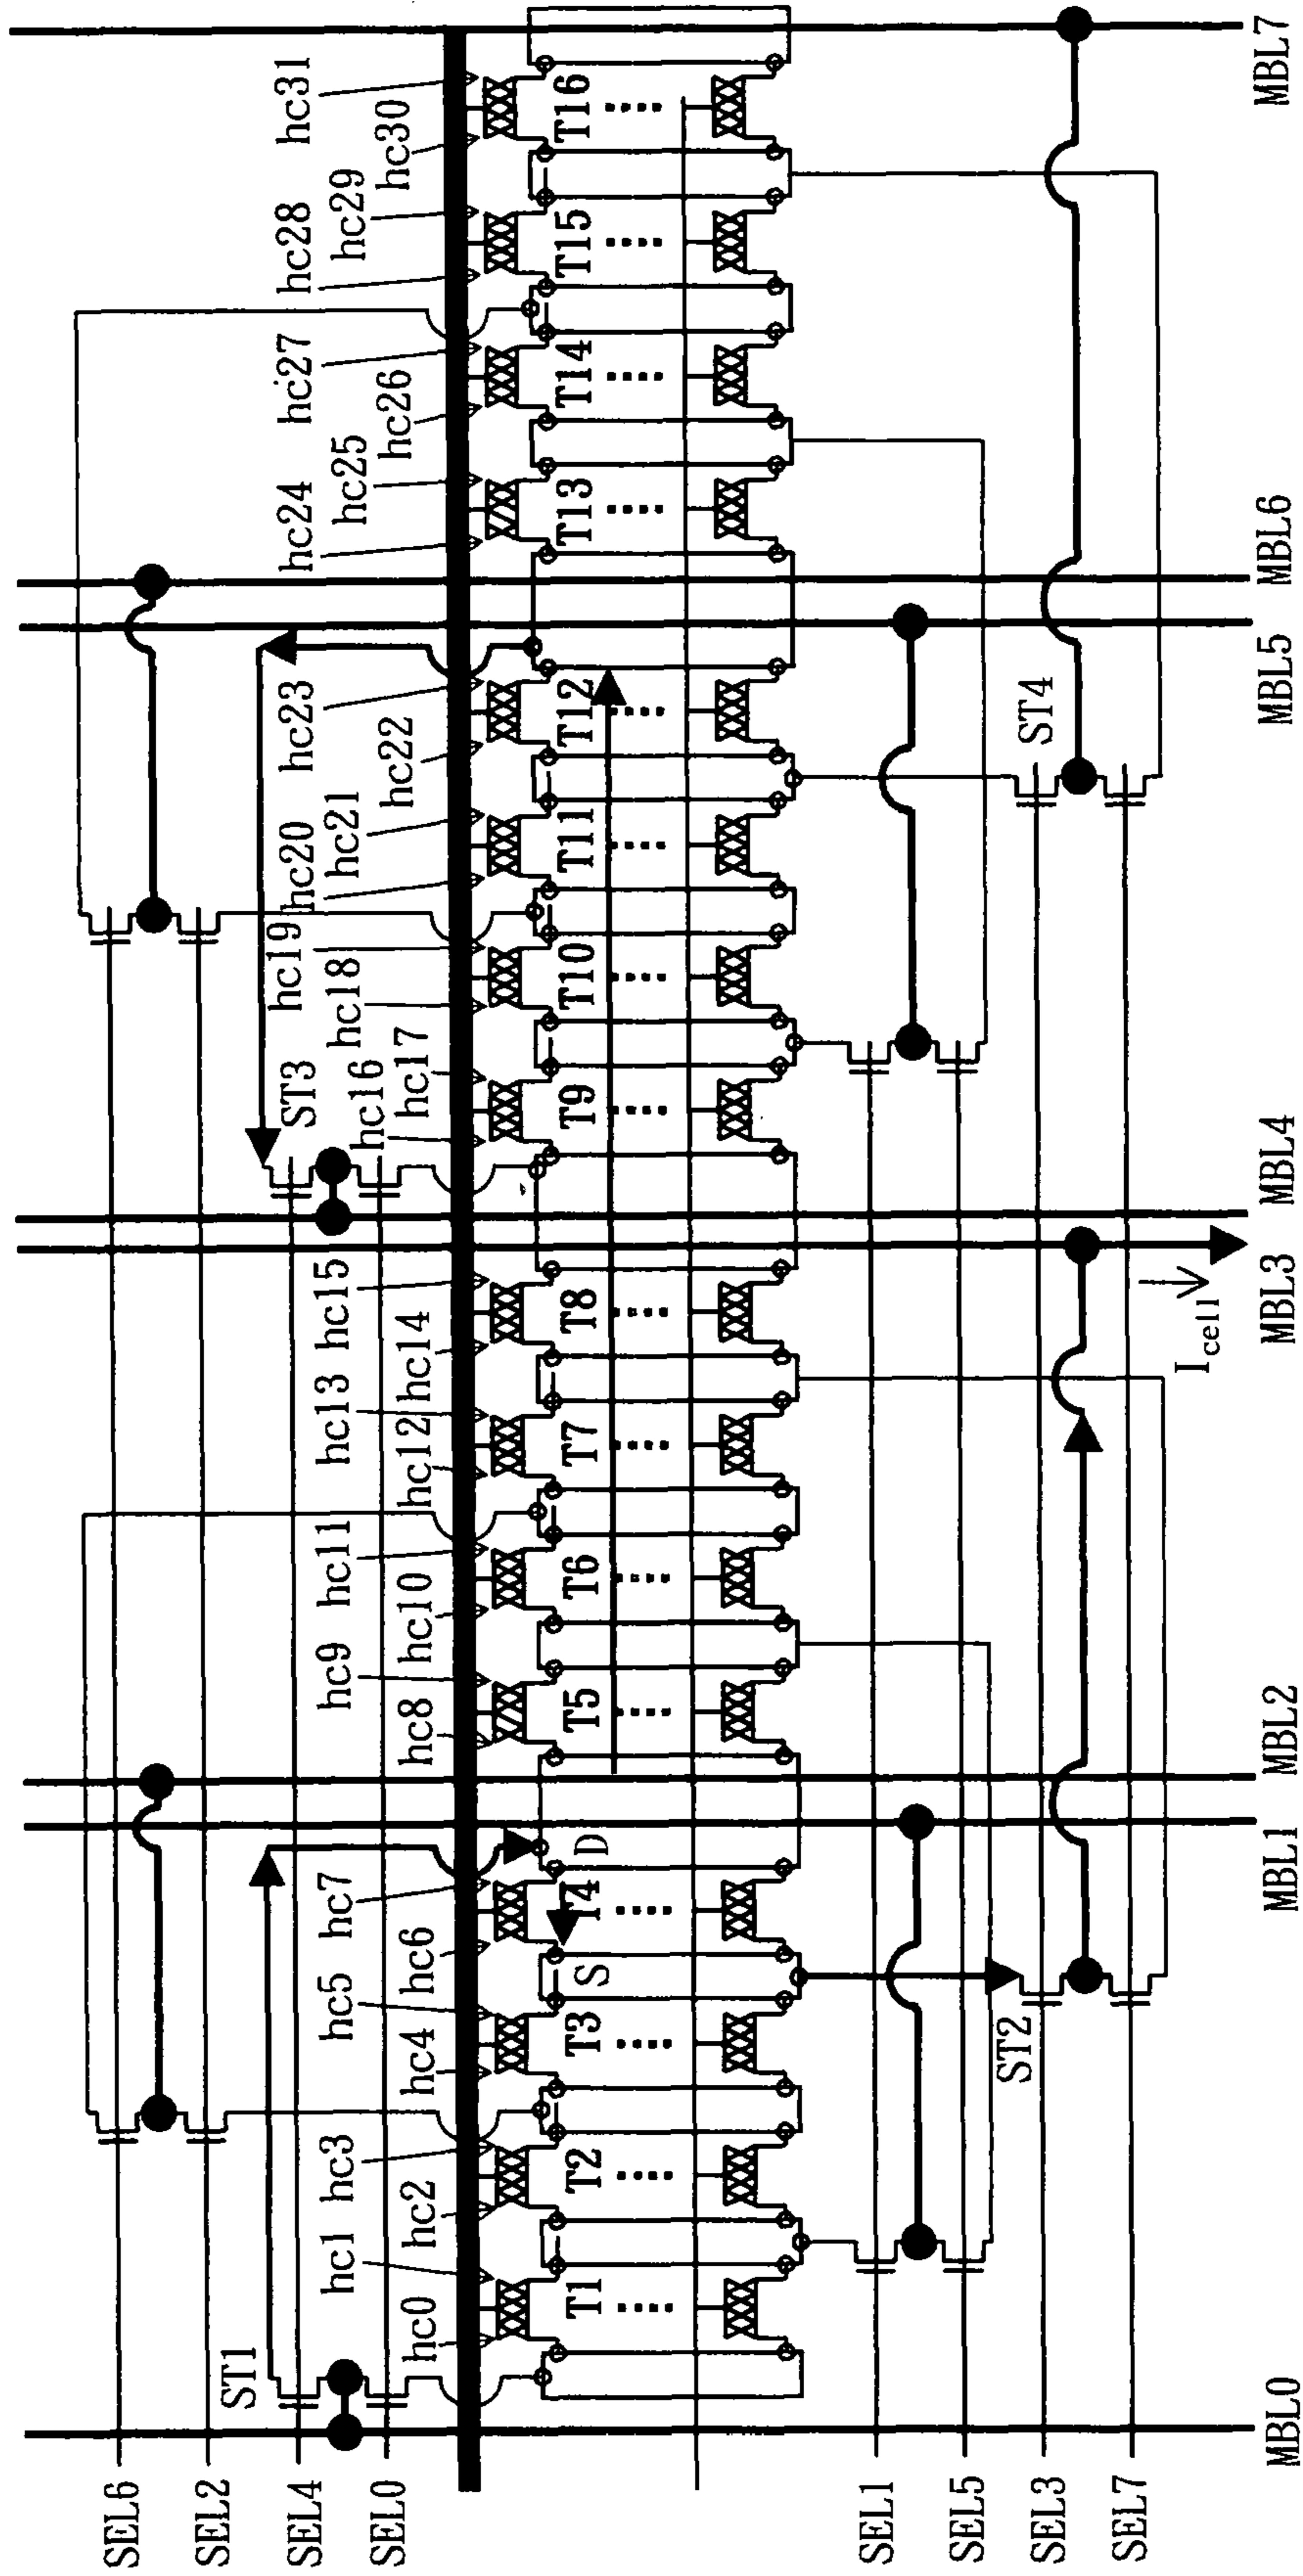 SEL6
SEL2
SEL4
SEL0
SEL1
SEL5
SEL3
SEL7
ST1
ST2
ST3
ST4
hc0
hc1
hc2
hc3
hc4
hc5
hc6
hc7
hc8
hc9
hc10
hc11
hc12
hc13
hc14
hc15
hc16
hc17
hc18
hc19
hc20
hc21
hc22
hc23
hc24
hc25
hc26
hc27
hc28
hc29
hc30
hc31
T1
T2
T3
T4
T5
T6
T7
T8
T9
T10
T11
T12
T13
T14
T15
T16
S
D
Icell
MBL0
MBL1
MBL2
MBL3
MBL4
MBL5
MBL6
MBL7